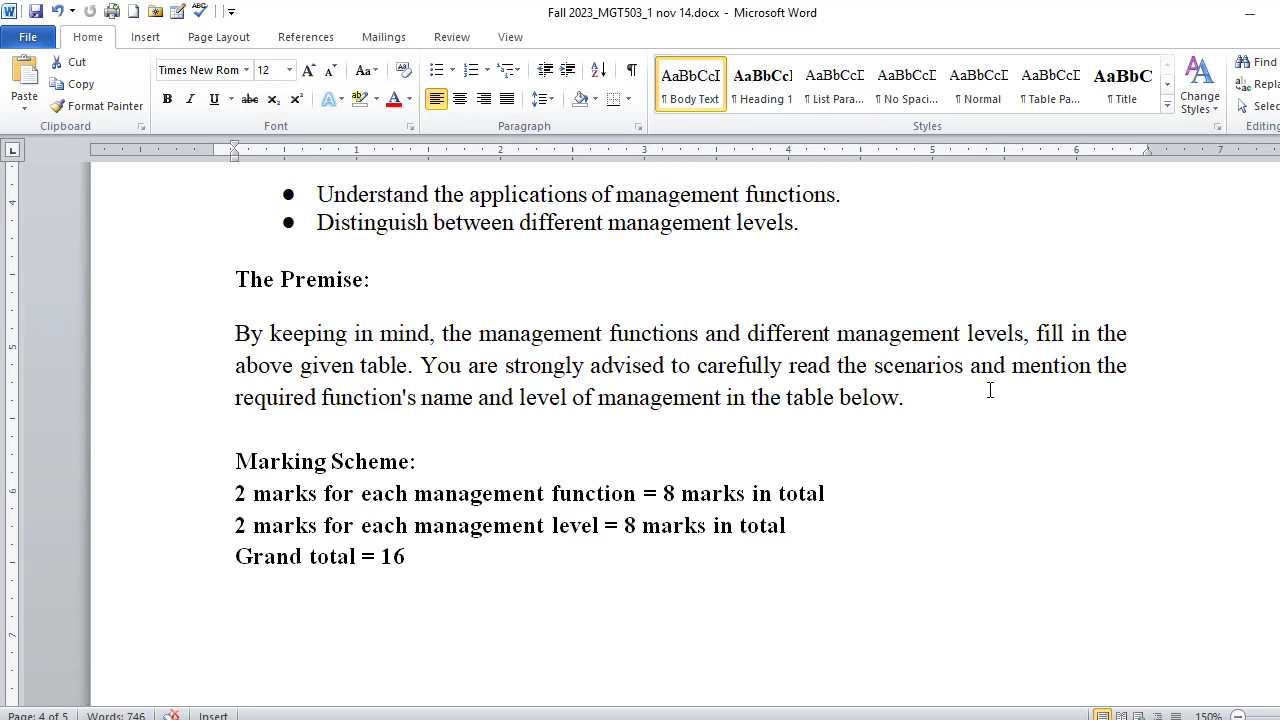 Fall 2023_MGT503_1 nov 14.docx - Microsoft Word
File Home Insert Page Layout References Mailings Review View
Paste Cut Copy Format Painter
Times New Rom 12
AaBbCcI AaBbCcl AaBbCcD AaBbCcD AaBbCcD AaBbCcD AaBbC
¶ Body Text ¶ Heading 1 ¶ List Para... ¶ No Spaci... ¶ Normal ¶ Table Pa... ¶ Title
Change Styles
Find
Repla
Selec
Clipboard Font Paragraph Styles Editing
● Understand the applications of management functions.
● Distinguish between different management levels.
The Premise:
By keeping in mind, the management functions and different management levels, fill in the
above given table. You are strongly advised to carefully read the scenarios and mention the
required function's name and level of management in the table below.
Marking Scheme:
2 marks for each management function = 8 marks in total
2 marks for each management level = 8 marks in total
Grand total = 16
Page: 4 of 5 Words: 746 Insert 150%